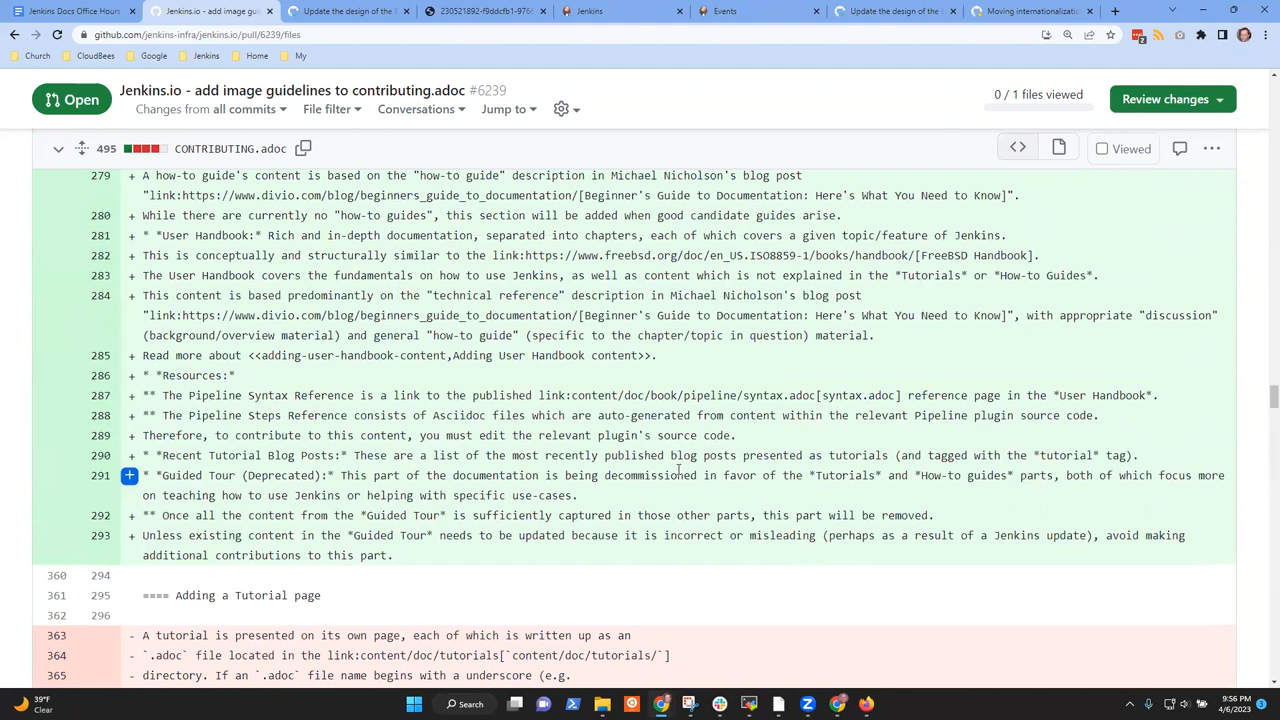 Jenkins Docs Office Hours
Jenkins.io - add image gui
Update the design of the
230521892-f9ddcfb1-9766
Jenkins
Events
Update the design of the
Moving internationaliza
github.com/jenkins-infra/jenkins.io/pull/6239/files
Church
CloudBees
Google
Jenkins
Home
My
Open
Jenkins.io - add image guidelines to contributing.adoc #6239
Changes from all commits
File filter
Conversations
Jump to
0 / 1 files viewed
Review changes
495
CONTRIBUTING.adoc
Viewed
279 + A how-to guide's content is based on the "how-to guide" description in Michael Nicholson's blog post
"link:https://www.divio.com/blog/beginners_guide_to_documentation/[Beginner's Guide to Documentation: Here's What You Need to Know]".
280 + While there are currently no "how-to guides", this section will be added when good candidate guides arise.
281 + * *User Handbook:* Rich and in-depth documentation, separated into chapters, each of which covers a given topic/feature of Jenkins.
282 + This is conceptually and structurally similar to the link:https://www.freebsd.org/doc/en_US.ISO8859-1/books/handbook/[FreeBSD Handbook].
283 + The User Handbook covers the fundamentals on how to use Jenkins, as well as content which is not explained in the *Tutorials* or *How-to Guides*.
284 + This content is based predominantly on the "technical reference" description in Michael Nicholson's blog post
"link:https://www.divio.com/blog/beginners_guide_to_documentation/[Beginner's Guide to Documentation: Here's What You Need to Know]", with appropriate "discussion"
(background/overview material) and general "how-to guide" (specific to the chapter/topic in question) material.
285 + Read more about <<adding-user-handbook-content,Adding User Handbook content>>.
286 + * *Resources:*
287 + ** The Pipeline Syntax Reference is a link to the published link:content/doc/book/pipeline/syntax.adoc[syntax.adoc] reference page in the *User Handbook*.
288 + ** The Pipeline Steps Reference consists of Asciidoc files which are auto-generated from content within the relevant Pipeline plugin source code.
289 + Therefore, to contribute to this content, you must edit the relevant plugin's source code.
290 + * *Recent Tutorial Blog Posts:* These are a list of the most recently published blog posts presented as tutorials (and tagged with the *tutorial* tag).
291 + * *Guided Tour (Deprecated):* This part of the documentation is being decommissioned in favor of the *Tutorials* and *How-to guides* parts, both of which focus more
on teaching how to use Jenkins or helping with specific use-cases.
292 + ** Once all the content from the *Guided Tour* is sufficiently captured in those other parts, this part will be removed.
293 + Unless existing content in the *Guided Tour* needs to be updated because it is incorrect or misleading (perhaps as a result of a Jenkins update), avoid making
additional contributions to this part.
360 294
361 295 ==== Adding a Tutorial page
362 296
363 - A tutorial is presented on its own page, each of which is written up as an
364 - `.adoc` file located in the link:content/doc/tutorials[`content/doc/tutorials/`]
365 - directory. If an `.adoc` file name begins with a underscore (e.g.
39°F
Clear
Search
9:56 PM
4/6/2023